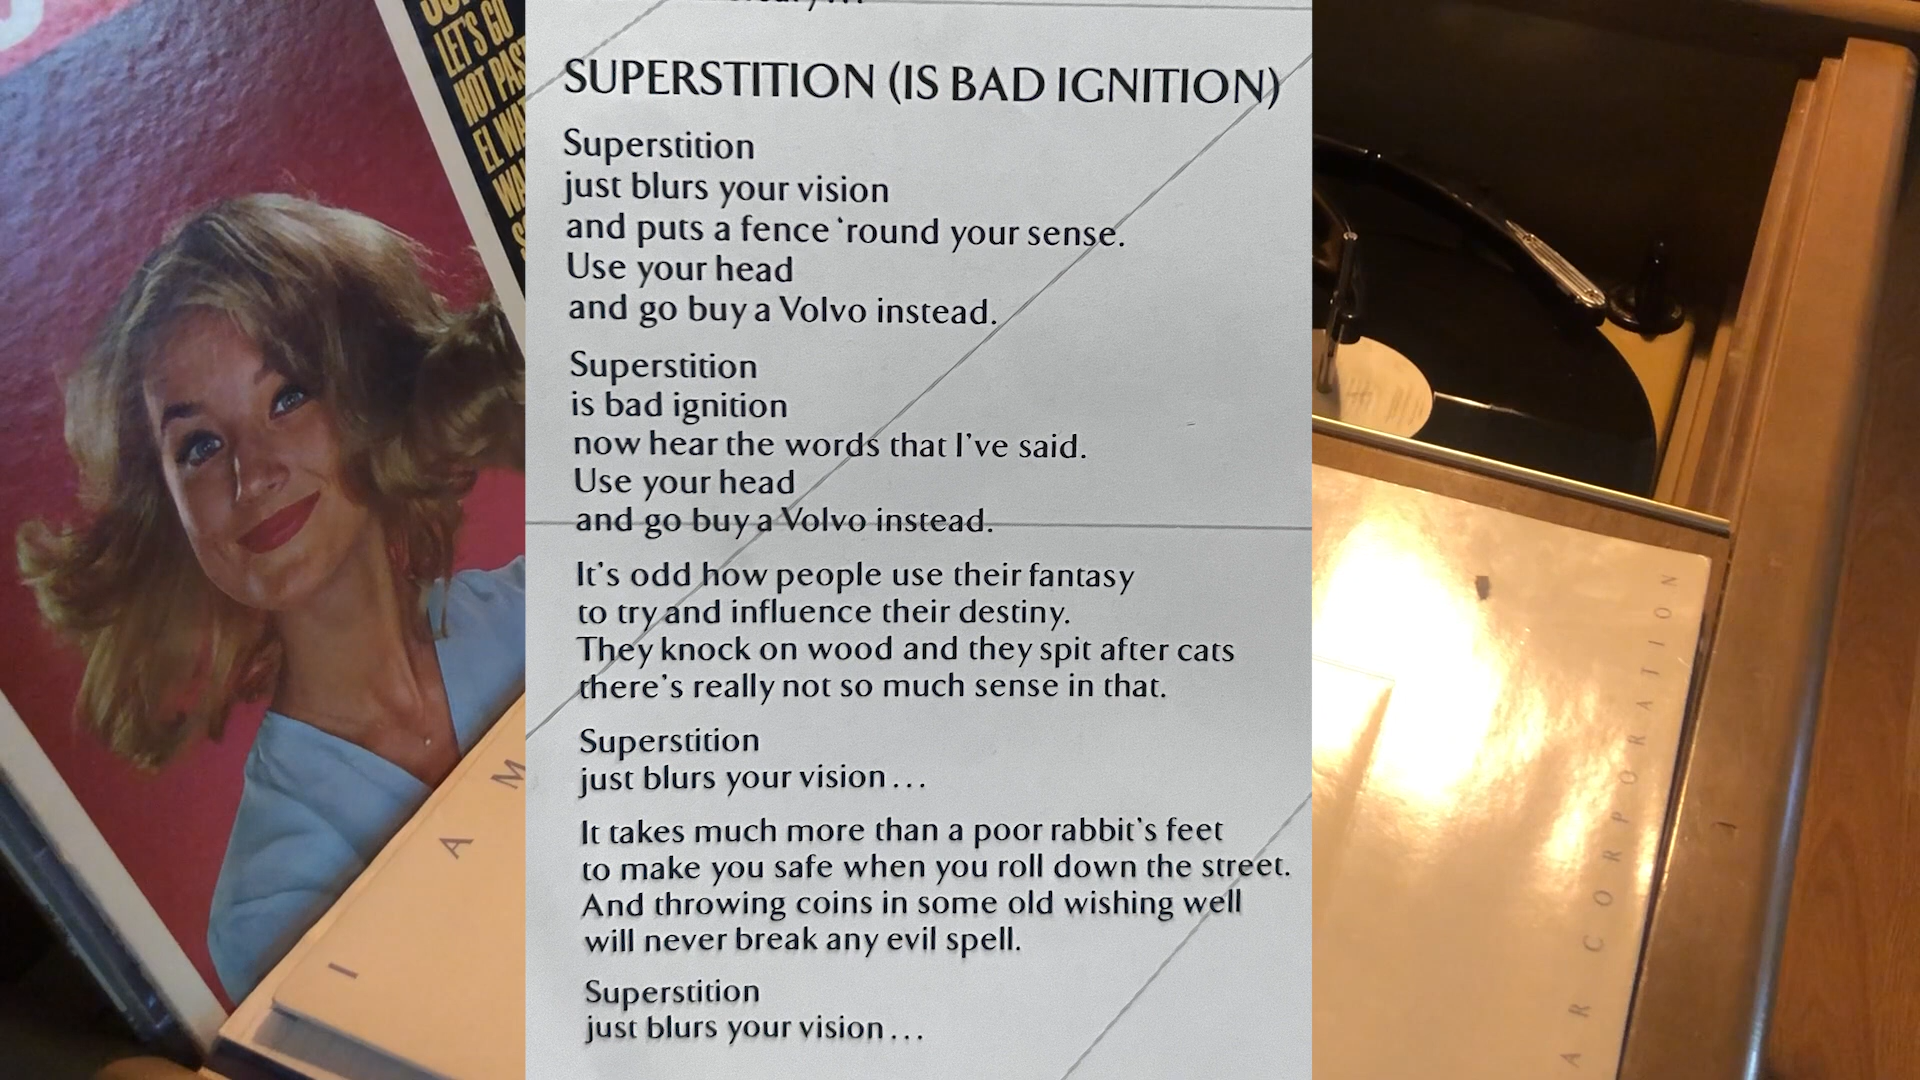 LET'S GO
SUPERSTITION (IS BAD IGNITION)
Superstition
just blurs your vision
and puts a fence ‘round your sense.
Use your head
and go buy a Volvo instead.
Superstition
is bad ignition
now hear the words that I’ve said.
Use your head
and go buy a Volvo instead.
It’s odd how people use their fantasy
to try and influence their destiny.
They knock on wood and they spit after cats
there’s really not so much sense in that.
Superstition
just blurs your vision...
It takes much more than a poor rabbit’s feet
to make you safe when you roll down the street.
And throwing coins in some old wishing well
will never break any evil spell.
Superstition
just blurs your vision...
I A M
AR CORPORATION